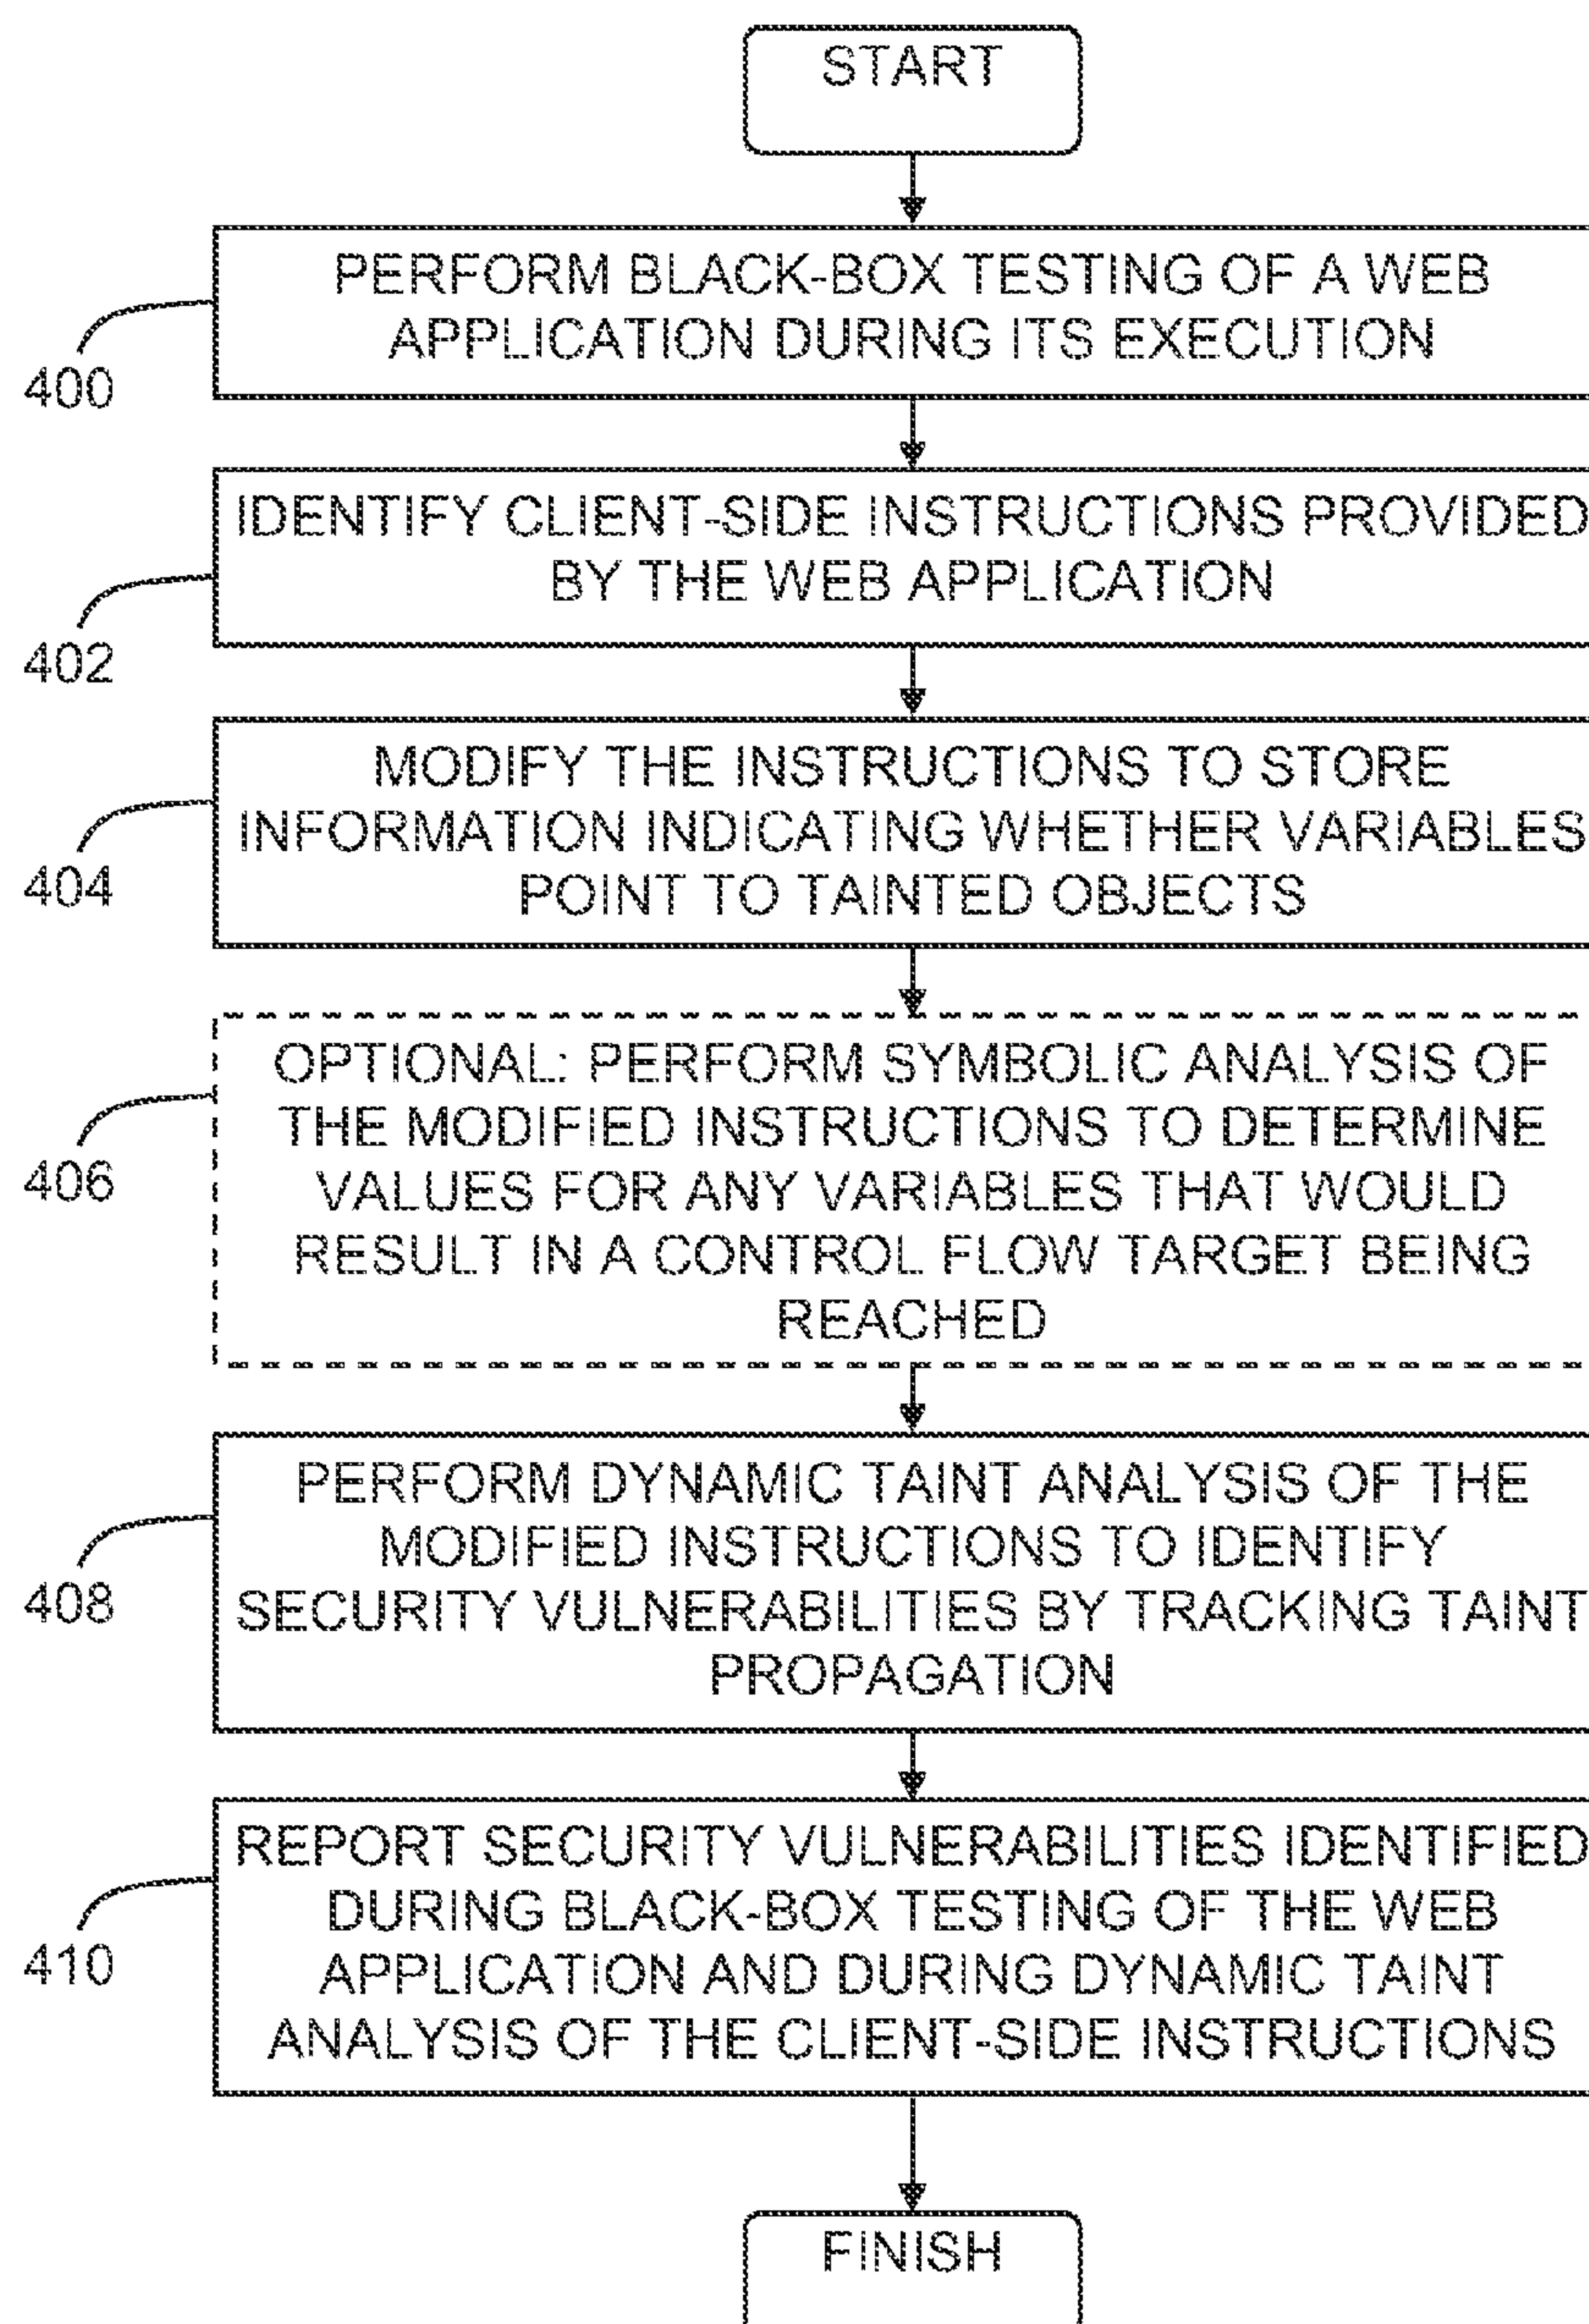 START
PERFORM BLACK-BOX TESTING OF A WEB
APPLICATION DURING ITS EXECUTION
400
IDENTIFY CLIENT-SIDE INSTRUCTIONS PROVIDED
BY THE WEB APPLICATION
402
MODIFY THE INSTRUCTIONS TO STORE
INFORMATION INDICATING WHETHER VARIABLES
POINT TO TAINTED OBJECTS
404
OPTIONAL: PERFORM SYMBOLIC ANALYSIS OF
THE MODIFIED INSTRUCTIONS TO DETERMINE
VALUES FOR ANY VARIABLES THAT WOULD
RESULT IN A CONTROL FLOW TARGET BEING
REACHED
406
PERFORM DYNAMIC TAINT ANALYSIS OF THE
MODIFIED INSTRUCTIONS TO IDENTIFY
SECURITY VULNERABILITIES BY TRACKING TAINT
PROPAGATION
408
REPORT SECURITY VULNERABILITIES IDENTIFIED
DURING BLACK-BOX TESTING OF THE WEB
APPLICATION AND DURING DYNAMIC TAINT
ANALYSIS OF THE CLIENT-SIDE INSTRUCTIONS
410
FINISH